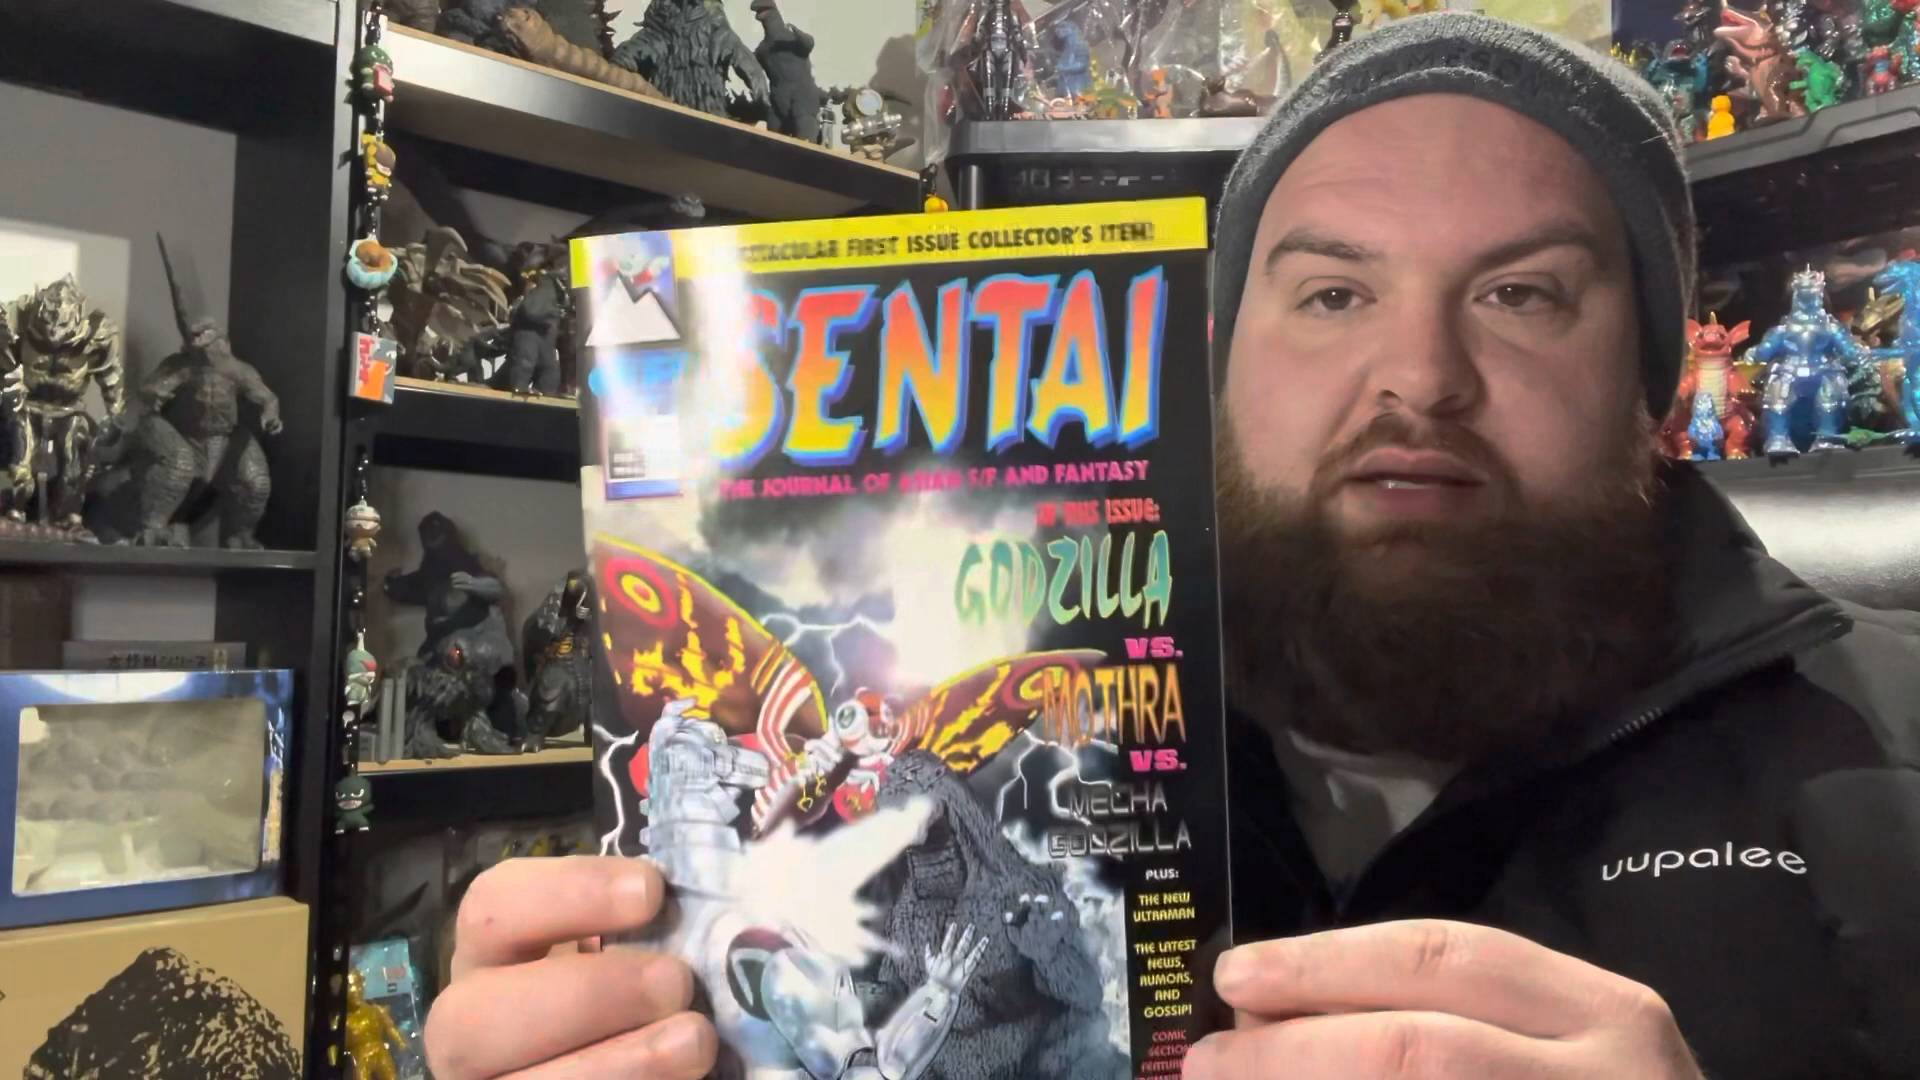 FIRST ISSUE COLLECTOR'S ITEM!
SENTAI
THE JOURNAL OF ASIAN S/F AND FANTASY
IN THIS ISSUE:
GODZILLA
VS.
MOTHRA
VS.
MECHA
GODZILLA
PLUS:
THE NEW
ULTRAMAN
THE LATEST
NEWS,
RUMORS,
AND
GOSSIP!
COMIC
SECTION
uupalee